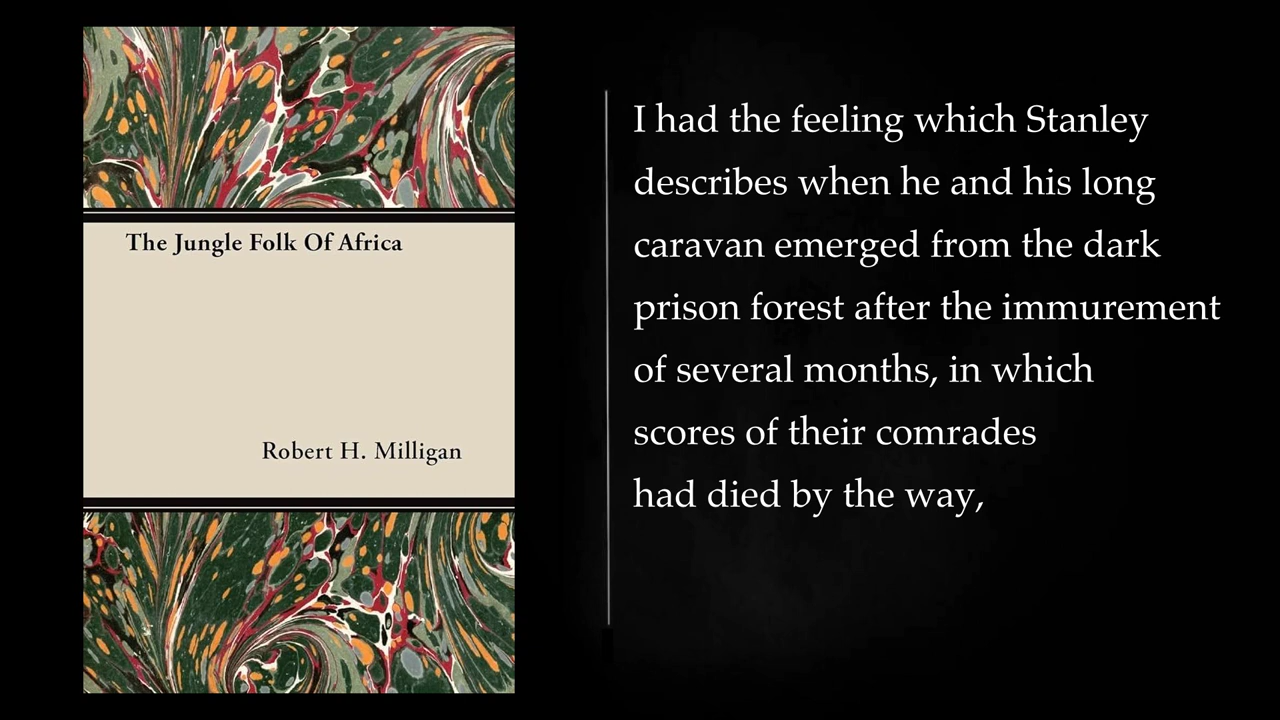 The Jungle Folk Of Africa
Robert H. Milligan
I had the feeling which Stanley
describes when he and his long
caravan emerged from the dark
prison forest after the immurement
of several months, in which
scores of their comrades
had died by the way,